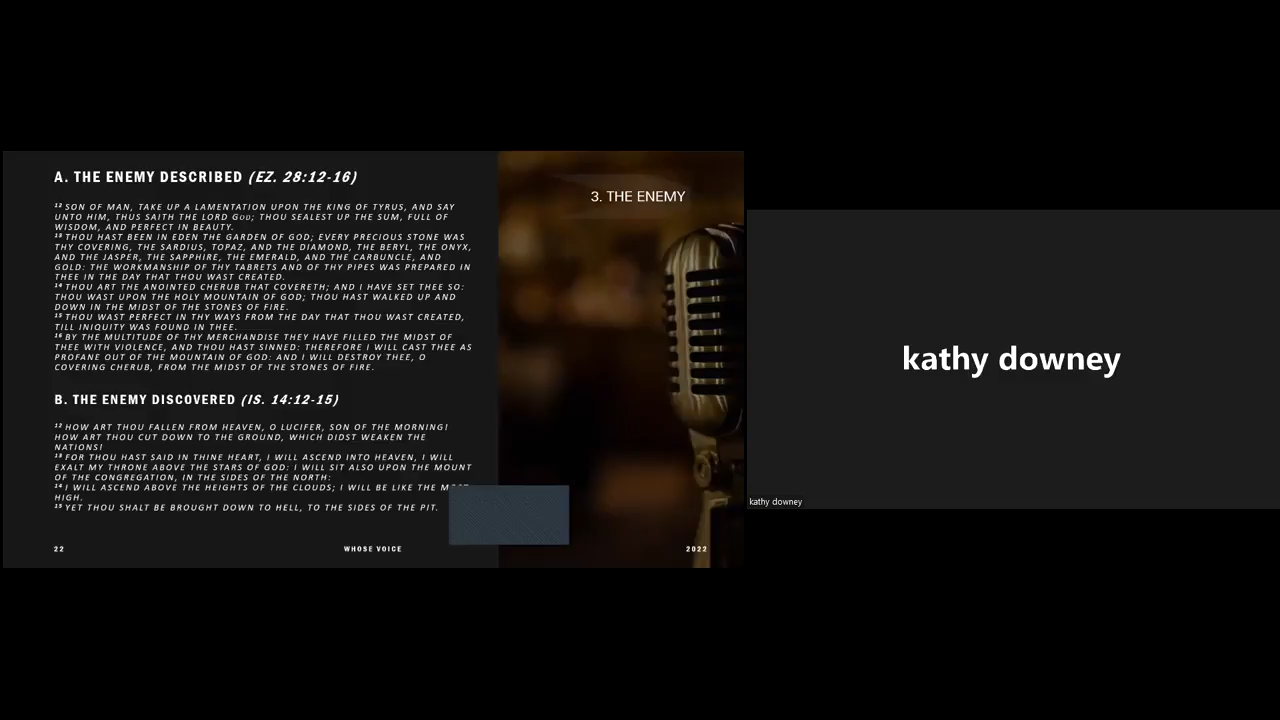 A. THE ENEMY DESCRIBED (EZ. 28:12-16)
12 SON OF MAN, TAKE UP A LAMENTATION UPON THE KING OF TYRUS, AND SAY
UNTO HIM, THUS SAITH THE LORD GOD; THOU SEALEST UP THE SUM, FULL OF
WISDOM, AND PERFECT IN BEAUTY.
13 THOU HAST BEEN IN EDEN THE GARDEN OF GOD; EVERY PRECIOUS STONE WAS
THY COVERING, THE SARDIUS, TOPAZ, AND THE DIAMOND, THE BERYL, THE ONYX,
AND THE JASPER, THE SAPPHIRE, THE EMERALD, AND THE CARBUNCLE, AND
GOLD: THE WORKMANSHIP OF THY TABRETS AND OF THY PIPES WAS PREPARED IN
THEE IN THE DAY THAT THOU WAST CREATED.
14 THOU ART THE ANOINTED CHERUB THAT COVERETH; AND I HAVE SET THEE SO:
THOU WAST UPON THE HOLY MOUNTAIN OF GOD; THOU HAST WALKED UP AND
DOWN IN THE MIDST OF THE STONES OF FIRE.
15 THOU WAST PERFECT IN THY WAYS FROM THE DAY THAT THOU WAST CREATED,
TILL INIQUITY WAS FOUND IN THEE.
16 BY THE MULTITUDE OF THY MERCHANDISE THEY HAVE FILLED THE MIDST OF
THEE WITH VIOLENCE, AND THOU HAST SINNED: THEREFORE I WILL CAST THEE AS
PROFANE OUT OF THE MOUNTAIN OF GOD: AND I WILL DESTROY THEE, O
COVERING CHERUB, FROM THE MIDST OF THE STONES OF FIRE.
B. THE ENEMY DISCOVERED (IS. 14:12-15)
12 HOW ART THOU FALLEN FROM HEAVEN, O LUCIFER, SON OF THE MORNING!
HOW ART THOU CUT DOWN TO THE GROUND, WHICH DIDST WEAKEN THE
NATIONS!
13 FOR THOU HAST SAID IN THINE HEART, I WILL ASCEND INTO HEAVEN, I WILL
EXALT MY THRONE ABOVE THE STARS OF GOD: I WILL SIT ALSO UPON THE MOUNT
OF THE CONGREGATION, IN THE SIDES OF THE NORTH:
14 I WILL ASCEND ABOVE THE HEIGHTS OF THE CLOUDS; I WILL BE LIKE THE MOST
HIGH.
15 YET THOU SHALT BE BROUGHT DOWN TO HELL, TO THE SIDES OF THE PIT.
22
WHOSE VOICE
2022
3. THE ENEMY
kathy downey
kathy downey